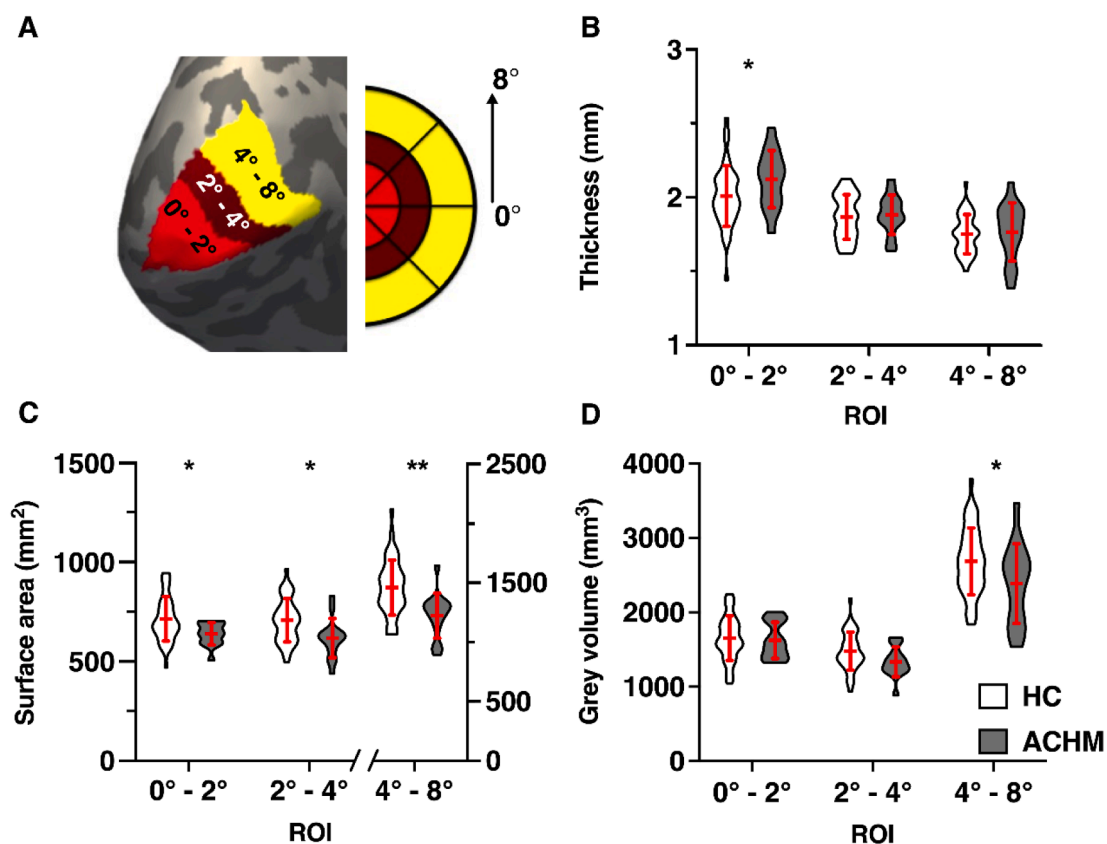 A
8°
0°
4° - 8°
2° - 4°
0° - 2°
B
3
2
1
Thickness (mm)
*
0° - 2°
2° - 4°
4° - 8°
ROI
C
1500
1000
500
0
Surface area (mm²)
*
*
**
2500
1500
500
0
0° - 2°
2° - 4°
4° - 8°
ROI
D
4000
3000
2000
1000
0
Grey volume (mm³)
*
HC
ACHM
0° - 2°
2° - 4°
4° - 8°
ROI